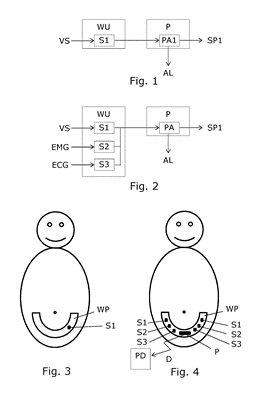 WU P
VS S1 PA1 SP1
AL
Fig. 1
WU P
VS S1 PA SP1
EMG S2
ECG S3 AL
Fig. 2
WP
S1
Fig. 3
WP
S1 S1
S2 S2
S3 S3
PD D P
Fig. 4